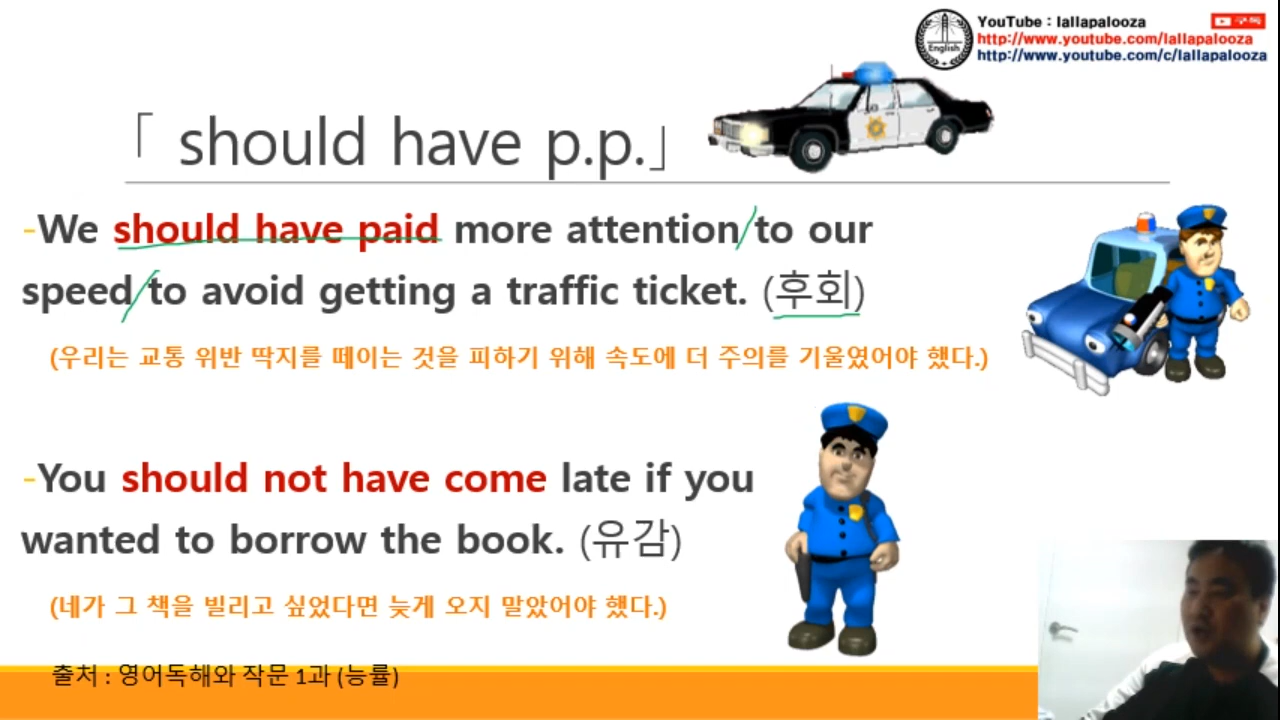 YouTube : lallapalooza
구독
http://www.youtube.com/lallapalooza
http://www.youtube.com/c/lallapalooza
English
「 should have p.p.」
-We should have paid more attention to our
speed to avoid getting a traffic ticket. (후회)
(우리는 교통 위반 딱지를 떼이는 것을 피하기 위해 속도에 더 주의를 기울였어야 했다.)
-You should not have come late if you
wanted to borrow the book. (유감)
(네가 그 책을 빌리고 싶었다면 늦게 오지 말았어야 했다.)
출처 : 영어독해와 작문 1과 (능률)